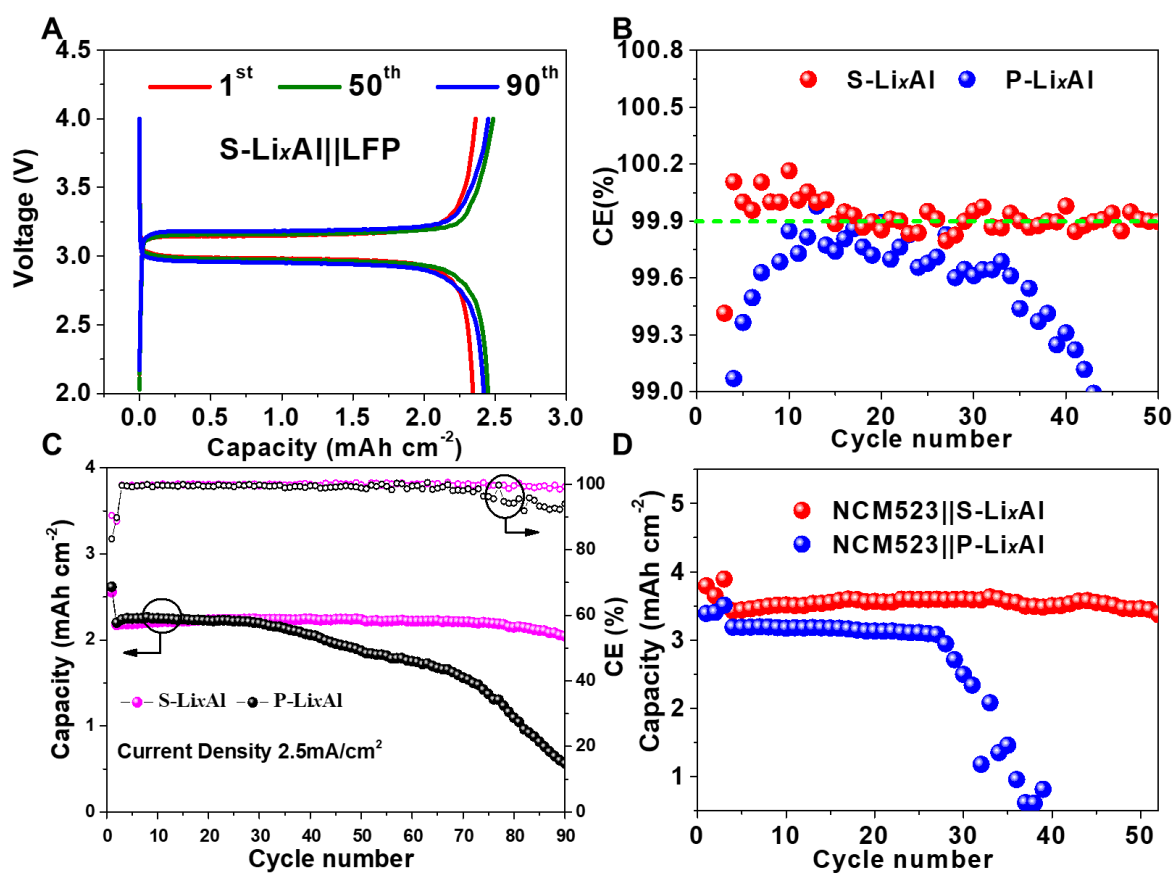 A
4.5
4.0
3.5
3.0
2.5
2.0
Voltage (V)
1st 50th 90th
S-LixAl||LFP
0.0 0.5 1.0 1.5 2.0 2.5 3.0
Capacity (mAh cm-2)
B
100.8
100.5
100.2
99.9
99.6
99.3
99.0
CE(%)
S-LixAl P-LixAl
0 10 20 30 40 50
Cycle number
C
4
3
2
1
0
Capacity (mAh cm-2)
100
80
60
40
20
0
CE (%)
S-LixAl P-LixAl
Current Density 2.5mA/cm2
0 10 20 30 40 50 60 70 80 90
Cycle number
D
5
4
3
2
1
Capacity (mAh cm-2)
NCM523||S-LixAl
NCM523||P-LixAl
0 10 20 30 40 50
Cycle number